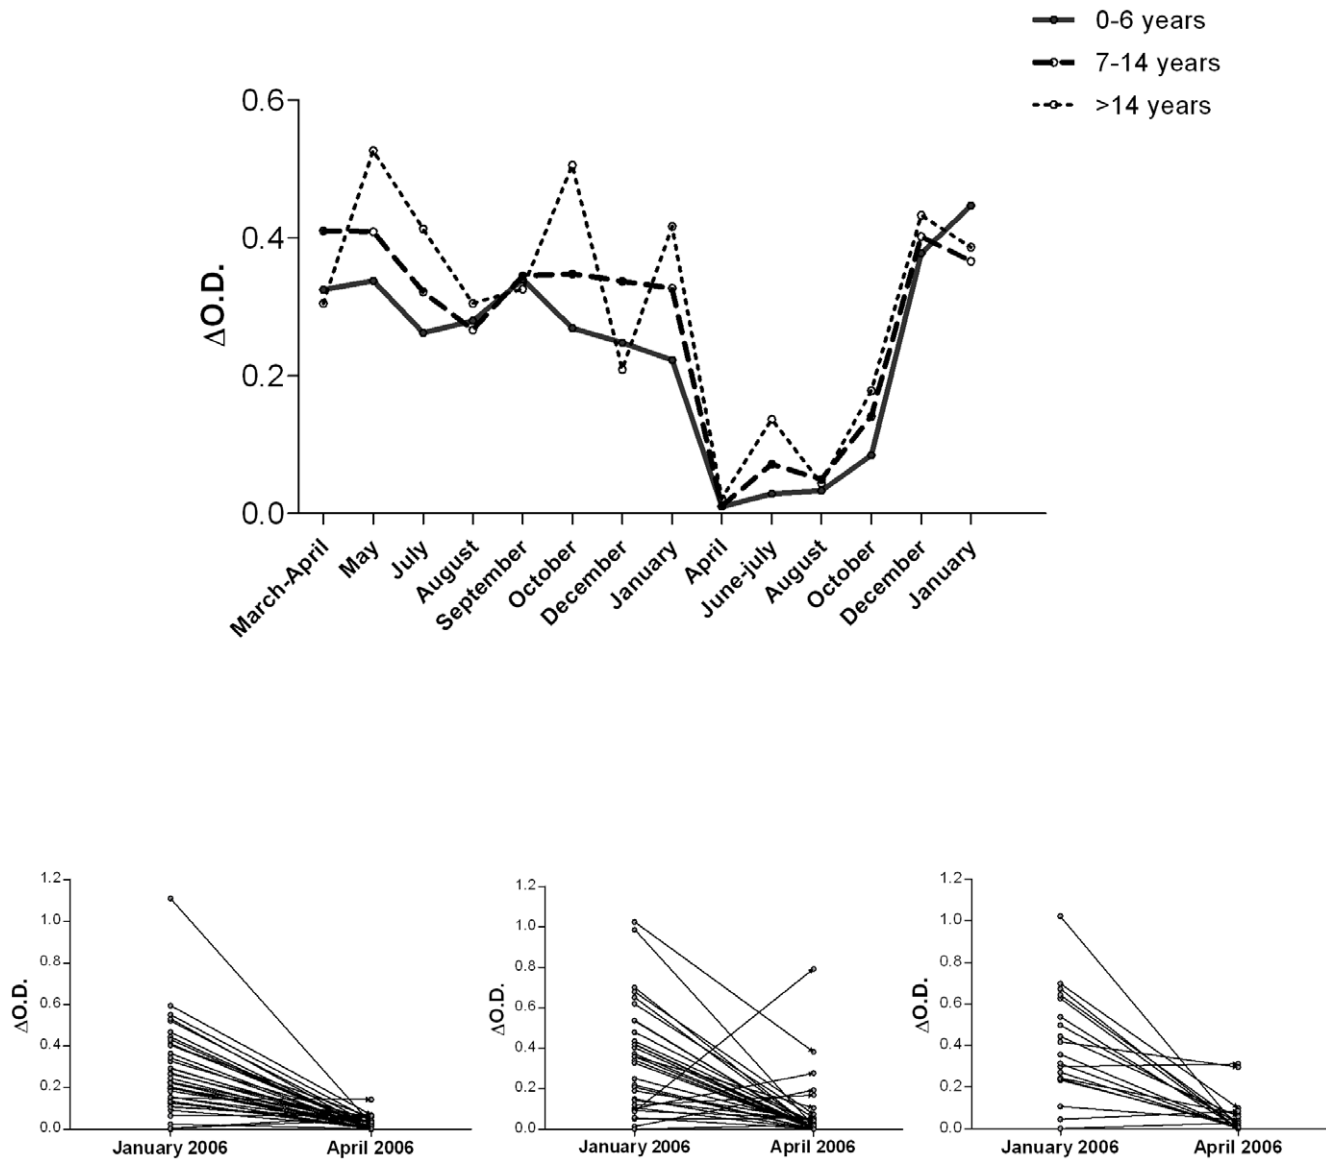 0-6 years
7-14 years
>14 years
0.6
0.4
0.2
0.0
ΔO.D.
March-April
May
July
August
September
October
December
January
April
June-july
August
October
December
January
1.2
1.0
0.8
0.6
0.4
0.2
0.0
ΔO.D.
January 2006
April 2006
1.2
1.0
0.8
0.6
0.4
0.2
0.0
ΔO.D.
January 2006
April 2006
1.2
1.0
0.8
0.6
0.4
0.2
0.0
ΔO.D.
January 2006
April 2006